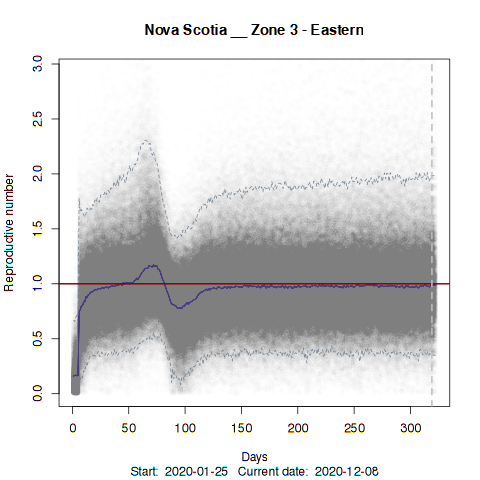 Nova Scotia __ Zone 3 - Eastern
Reproductive number
3.0
2.5
2.0
1.5
1.0
0.5
0.0
0 50 100 150 200 250 300
Days
Start: 2020-01-25 Current date: 2020-12-08